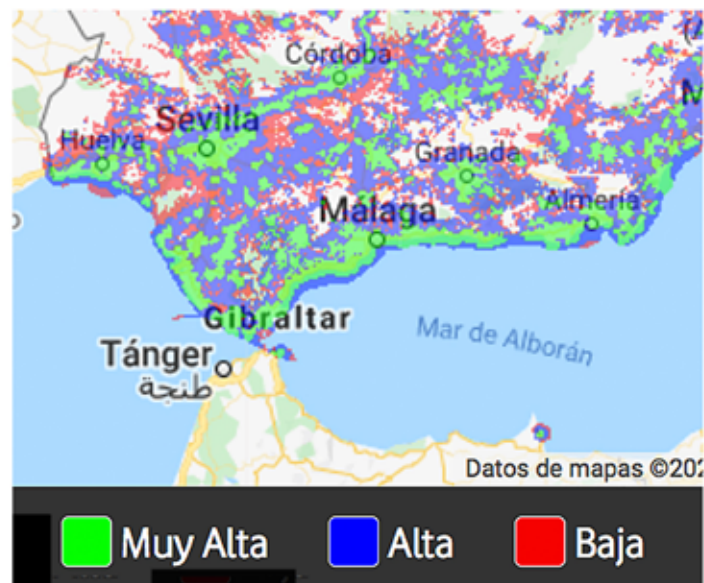 Córdoba
Sevilla
Huelva
Granada
Málaga
Almería
Gibraltar
Mar de Alborán
Tánger
طنجة
Datos de mapas ©202
Muy Alta
Alta
Baja